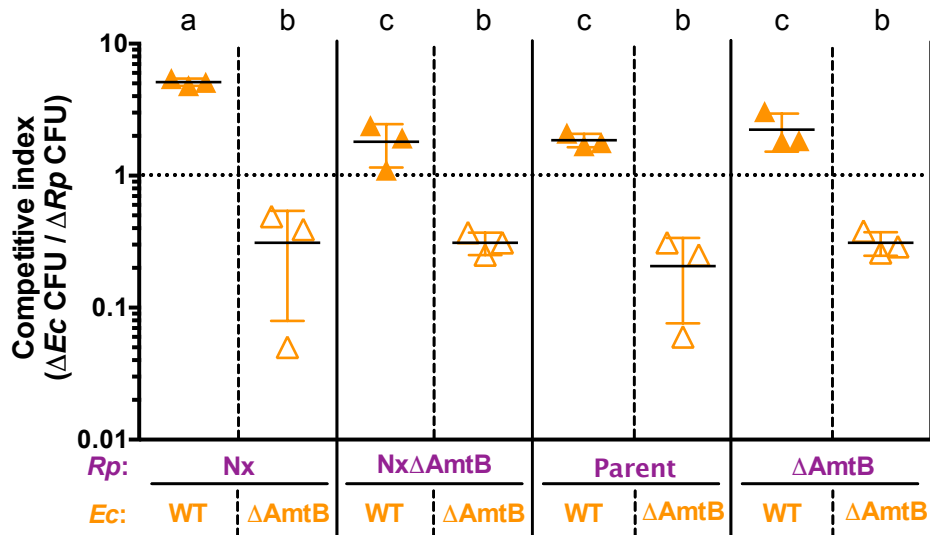 a b c b c b c b
Competitive index
(ΔEc CFU / ΔRp CFU)
10
1
0.1
0.01
Rp: Nx NxΔAmtB Parent ΔAmtB
Ec: WT ΔAmtB WT ΔAmtB WT ΔAmtB WT ΔAmtB